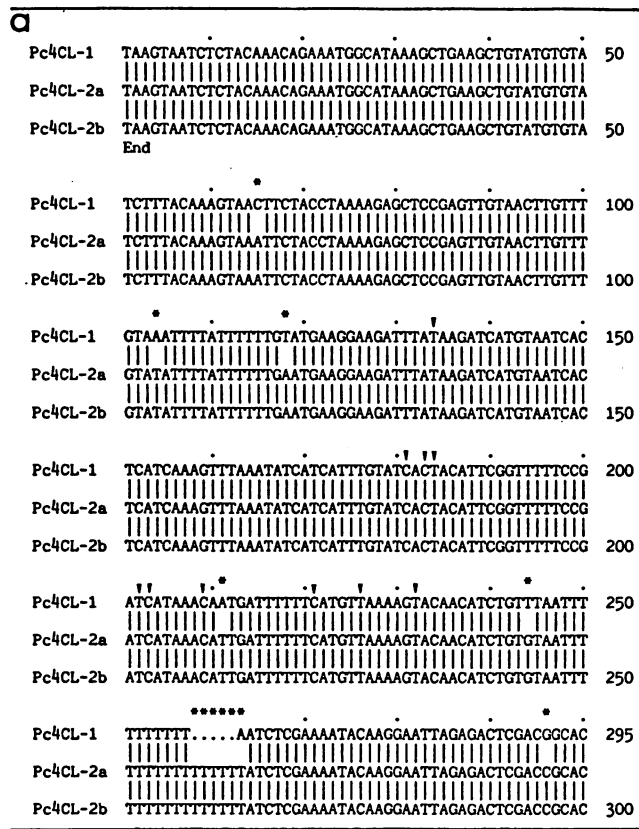 a
Pc4CL-1 TAAGTAATCTCTACAAACAGAAATGGCATAAAGCTGAAGCTGTATGTGTA 50
Pc4CL-2a TAAGTAATCTCTACAAACAGAAATGGCATAAAGCTGAAGCTGTATGTGTA
Pc4CL-2b TAAGTAATCTCTACAAACAGAAATGGCATAAAGCTGAAGCTGTATGTGTA 50
End
*
Pc4CL-1 TCTTTACAAAGTAACTTCTACCTAAAAGAGCTCCGAGTTGTAACTTGTTT 100
Pc4CL-2a TCTTTACAAAGTAAATTCTACCTAAAAGAGCTCCGAGTTGTAACTTGTTT
Pc4CL-2b TCTTTACAAAGTAAATTCTACCTAAAAGAGCTCCGAGTTGTAACTTGTTT 100
* *
Pc4CL-1 GTAAATTTTATTTTTTGTATGAAGGAAGATTTATAAGATCATGTAATCAC 150
Pc4CL-2a GTATATTTTATTTTTTGAATGAAGGAAGATTTATAAGATCATGTAATCAC
Pc4CL-2b GTATATTTTATTTTTTGAATGAAGGAAGATTTATAAGATCATGTAATCAC 150
Pc4CL-1 TCATCAAAGTTTAAATATCATCATTTGTATCACTACATTCGGTTTTTCCG 200
Pc4CL-2a TCATCAAAGTTTAAATATCATCATTTGTATCACTACATTCGGTTTTTCCG
Pc4CL-2b TCATCAAAGTTTAAATATCATCATTTGTATCACTACATTCGGTTTTTCCG 200
* *
Pc4CL-1 ATCATAAACAATGATTTTTTCATGTTAAAAGTACAACATCTGTTTAATTT 250
Pc4CL-2a ATCATAAACATTGATTTTTTCATGTTAAAAGTACAACATCTGTGTAATTT
Pc4CL-2b ATCATAAACATTGATTTTTTCATGTTAAAAGTACAACATCTGTGTAATTT 250
****** *
Pc4CL-1 TTTTTTT.....AATCTCGAAAATACAAGGAATTAGAGACTCGACGGCAC 295
Pc4CL-2a TTTTTTTTTTTTTATCTCGAAAATACAAGGAATTAGAGACTCGACCGCAC
Pc4CL-2b TTTTTTTTTTTTTATCTCGAAAATACAAGGAATTAGAGACTCGACCGCAC 300